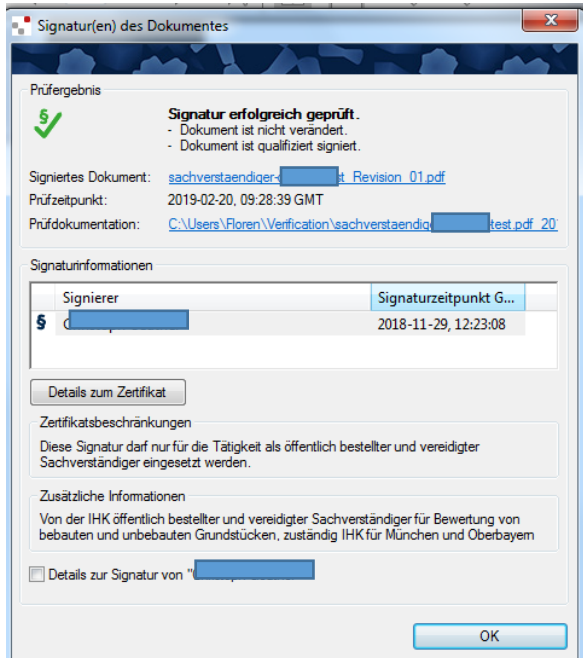 Signatur(en) des Dokumentes
x
Prüfergebnis
§
Signatur erfolgreich geprüft.
- Dokument ist nicht verändert.
- Dokument ist qualifiziert signiert.
Signiertes Dokument: sachverstaendiger- st_Revision_01.pdf
Prüfzeitpunkt: 2019-02-20, 09:28:39 GMT
Prüfdokumentation: C:\Users\Floren\Verification\sachverstaendig test.pdf_20
Signaturinformationen
Signierer Signaturzeitpunkt G...
§ 2018-11-29, 12:23:08
Details zum Zertifikat
Zertifikatsbeschränkungen
Diese Signatur darf nur für die Tätigkeit als öffentlich bestellter und vereidigter
Sachverständiger eingesetzt werden.
Zusätzliche Informationen
Von der IHK öffentlich bestellter und vereidigter Sachverständiger für Bewertung von
bebauten und unbebauten Grundstücken, zuständig IHK für München und Oberbayern
Details zur Signatur von "
OK